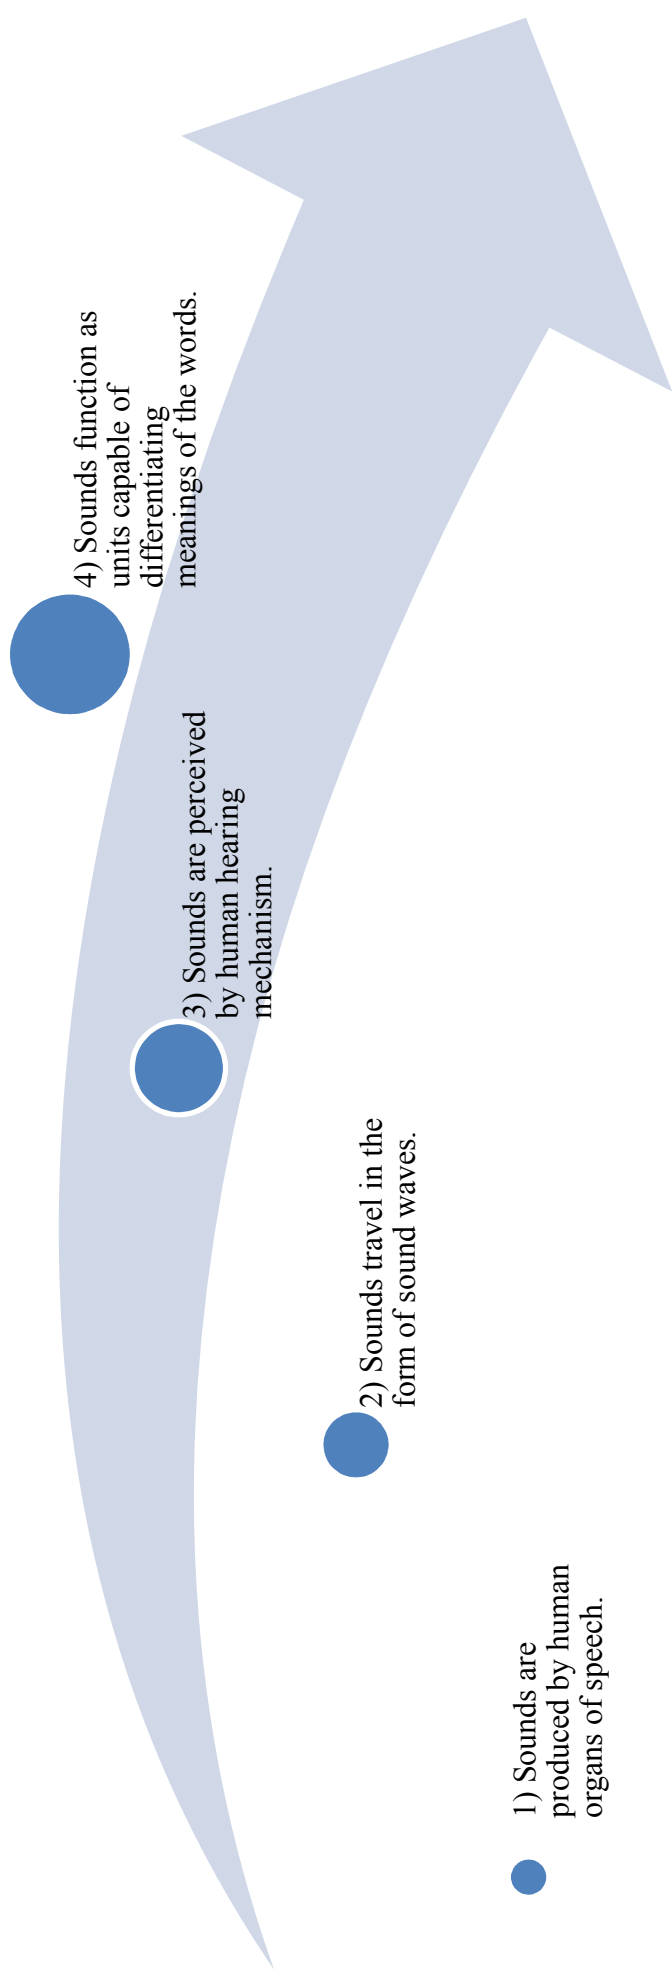 1) Sounds are
produced by human
organs of speech.
2) Sounds travel in the
form of sound waves.
3) Sounds are perceived
by human hearing
mechanism.
4) Sounds function as
units capable of
differentiating
meanings of the words.